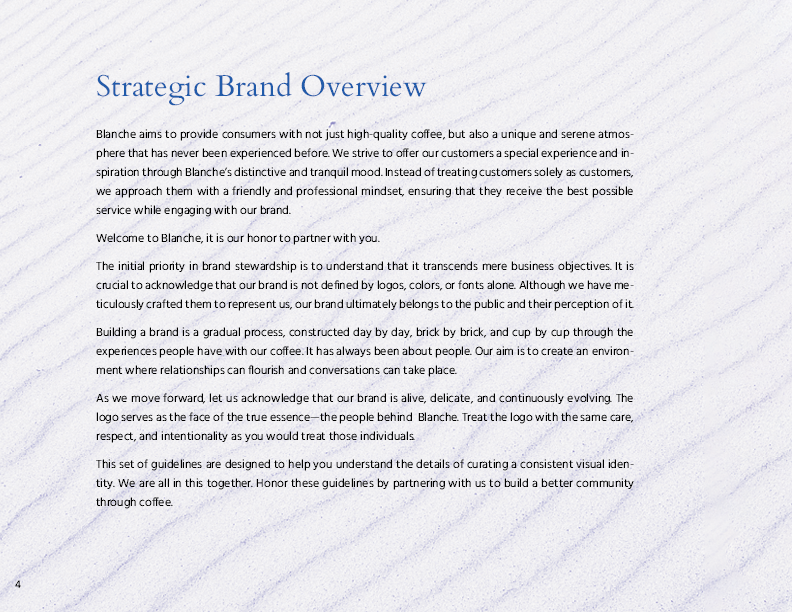 Strategic Brand Overview
Blanche aims to provide consumers with not just high-quality coffee, but also a unique and serene atmos-
phere that has never been experienced before. We strive to offer our customers a special experience and in-
spiration through Blanche's distinctive and tranquil mood. Instead of treating customers solely as customers,
we approach them with a friendly and professional mindset, ensuring that they receive the best possible
service while engaging with our brand.
Welcome to Blanche, it is our honor to partner with you.
The initial priority in brand stewardship is to understand that it transcends mere business objectives. It is
crucial to acknowledge that our brand is not defined by logos, colors, or fonts alone. Although we have me-
ticulously crafted them to represent us, our brand ultimately belongs to the public and their perception of it.
Building a brand is a gradual process, constructed day by day, brick by brick, and cup by cup through the
experiences people have with our coffee. It has always been about people. Our aim is to create an environ-
ment where relationships can flourish and conversations can take place.
As we move forward, let us acknowledge that our brand is alive, delicate, and continuously evolving. The
logo serves as the face of the true essence—the people behind Blanche. Treat the logo with the same care,
respect, and intentionality as you would treat those individuals.
This set of guidelines are designed to help you understand the details of curating a consistent visual iden-
tity. We are all in this together. Honor these guidelines by partnering with us to build a better community
through coffee.
4